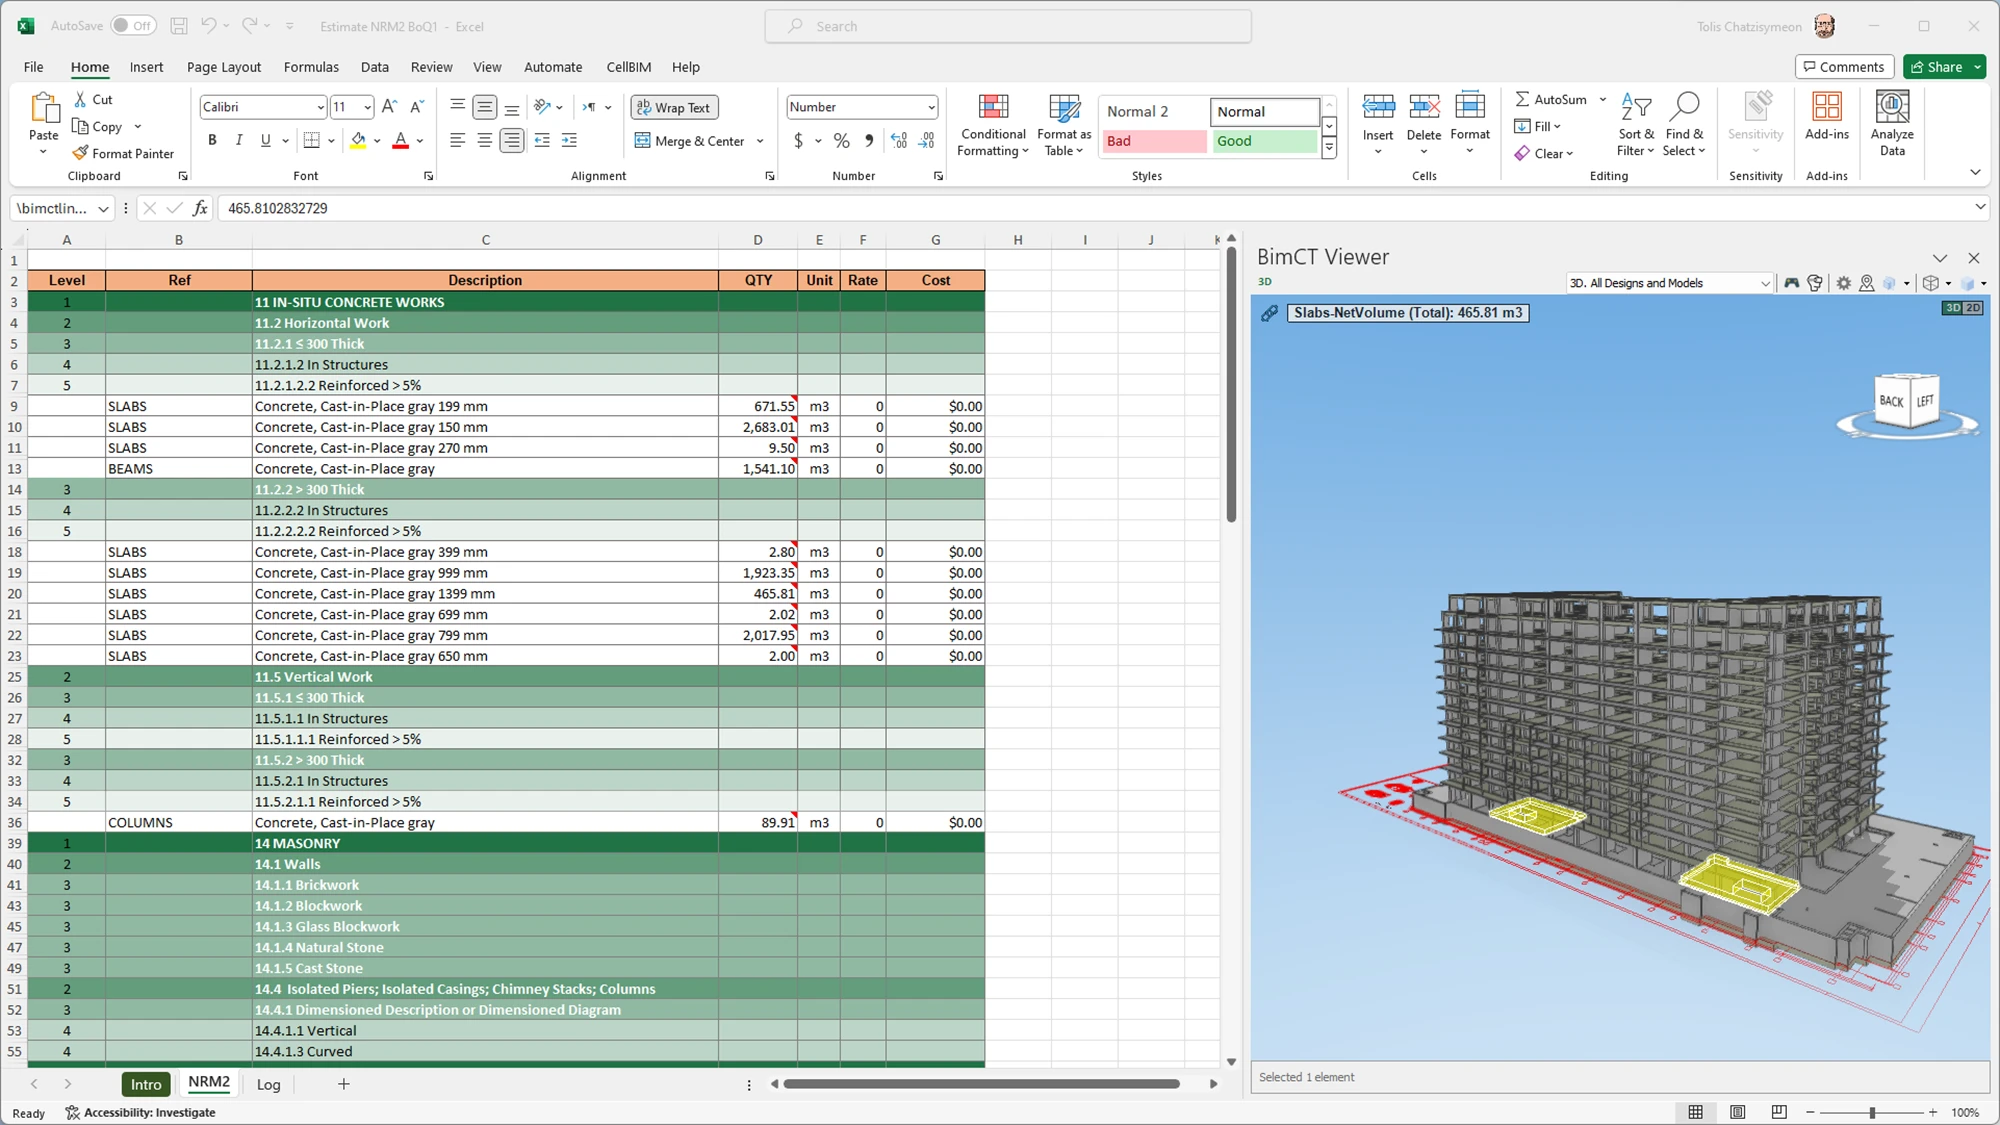 AutoSave Off Estimate NRM2 BoQ1 - Excel Search Tolis Chatzisymeon
File Home Insert Page Layout Formulas Data Review View Automate CellBIM Help Comments Share
Paste Cut Copy Format Painter Clipboard
Calibri 11 B I U A Font
Wrap Text Merge & Center Alignment
Number $ % Number
Conditional Formatting Format as Table Normal 2 Normal Bad Good Styles
Insert Delete Format Cells
AutoSum Fill Clear Sort & Filter Find & Select Editing
Sensitivity Sensitivity
Add-ins Add-ins
Analyze Data
\bimctlin... fx 465.8102832729
A B C D E F G H I J K
1
2 Level Ref Description QTY Unit Rate Cost
3 1 11 IN-SITU CONCRETE WORKS
4 2 11.2 Horizontal Work
5 3 11.2.1 ≤ 300 Thick
6 4 11.2.1.2 In Structures
7 5 11.2.1.2.2 Reinforced > 5%
9 SLABS Concrete, Cast-in-Place gray 199 mm 671.55 m3 0 $0.00
10 SLABS Concrete, Cast-in-Place gray 150 mm 2,683.01 m3 0 $0.00
11 SLABS Concrete, Cast-in-Place gray 270 mm 9.50 m3 0 $0.00
13 BEAMS Concrete, Cast-in-Place gray 1,541.10 m3 0 $0.00
14 3 11.2.2 > 300 Thick
15 4 11.2.2.2 In Structures
16 5 11.2.2.2.2 Reinforced > 5%
18 SLABS Concrete, Cast-in-Place gray 399 mm 2.80 m3 0 $0.00
19 SLABS Concrete, Cast-in-Place gray 999 mm 1,923.35 m3 0 $0.00
20 SLABS Concrete, Cast-in-Place gray 1399 mm 465.81 m3 0 $0.00
21 SLABS Concrete, Cast-in-Place gray 699 mm 2.02 m3 0 $0.00
22 SLABS Concrete, Cast-in-Place gray 799 mm 2,017.95 m3 0 $0.00
23 SLABS Concrete, Cast-in-Place gray 650 mm 2.00 m3 0 $0.00
25 2 11.5 Vertical Work
26 3 11.5.1 ≤ 300 Thick
27 4 11.5.1.1 In Structures
28 5 11.5.1.1.1 Reinforced > 5%
32 3 11.5.2 > 300 Thick
33 4 11.5.2.1 In Structures
34 5 11.5.2.1.1 Reinforced > 5%
36 COLUMNS Concrete, Cast-in-Place gray 89.91 m3 0 $0.00
39 1 14 MASONRY
40 2 14.1 Walls
41 3 14.1.1 Brickwork
43 3 14.1.2 Blockwork
45 3 14.1.3 Glass Blockwork
47 3 14.1.4 Natural Stone
49 3 14.1.5 Cast Stone
51 2 14.4 Isolated Piers; Isolated Casings; Chimney Stacks; Columns
52 3 14.4.1 Dimensioned Description or Dimensioned Diagram
53 4 14.4.1.1 Vertical
55 4 14.4.1.3 Curved
BimCT Viewer
3D 3D. All Designs and Models
Slabs-NetVolume (Total): 465.81 m3 3D 2D
BACK LEFT
Selected 1 element
Intro NRM2 Log
Ready Accessibility: Investigate 100%